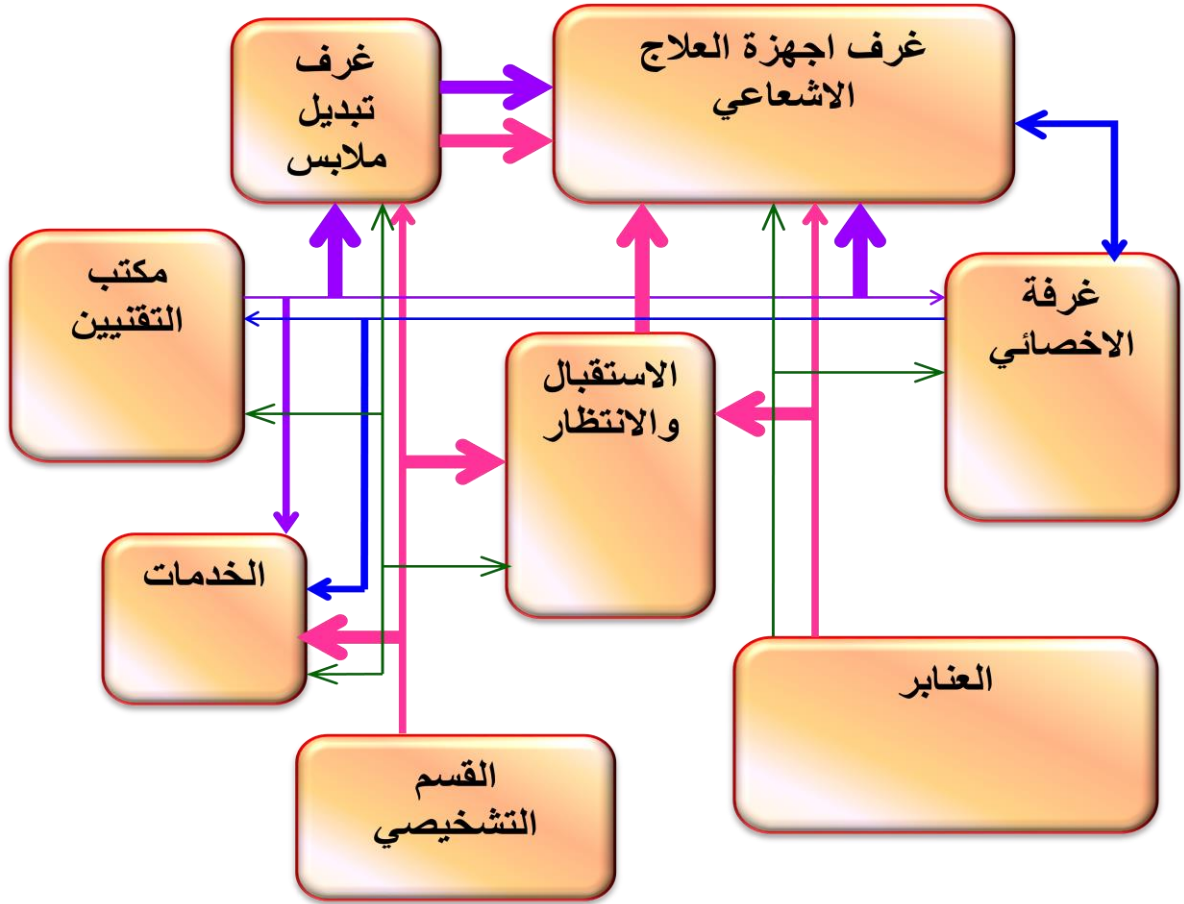 غرف اجهزة العلاج
الاشعاعي
غرف
تبديل
ملابس
غرفة
الاخصائي
مكتب
التقنيين
الاستقبال
والانتظار
الخدمات
العنابر
القسم
التشخيصي